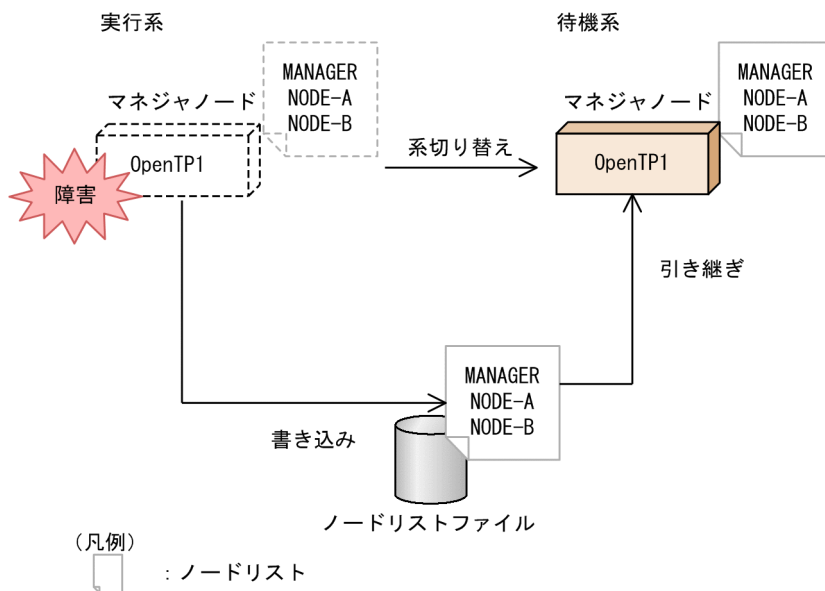 実行系
待機系
MANAGER
NODE-A
NODE-B
マネジャノード
MANAGER
NODE-A
NODE-B
マネジャノード
OpenTP1
系切り替え
OpenTP1
障害
引き継ぎ
MANAGER
NODE-A
NODE-B
書き込み
ノードリストファイル
(凡例)
:ノードリスト